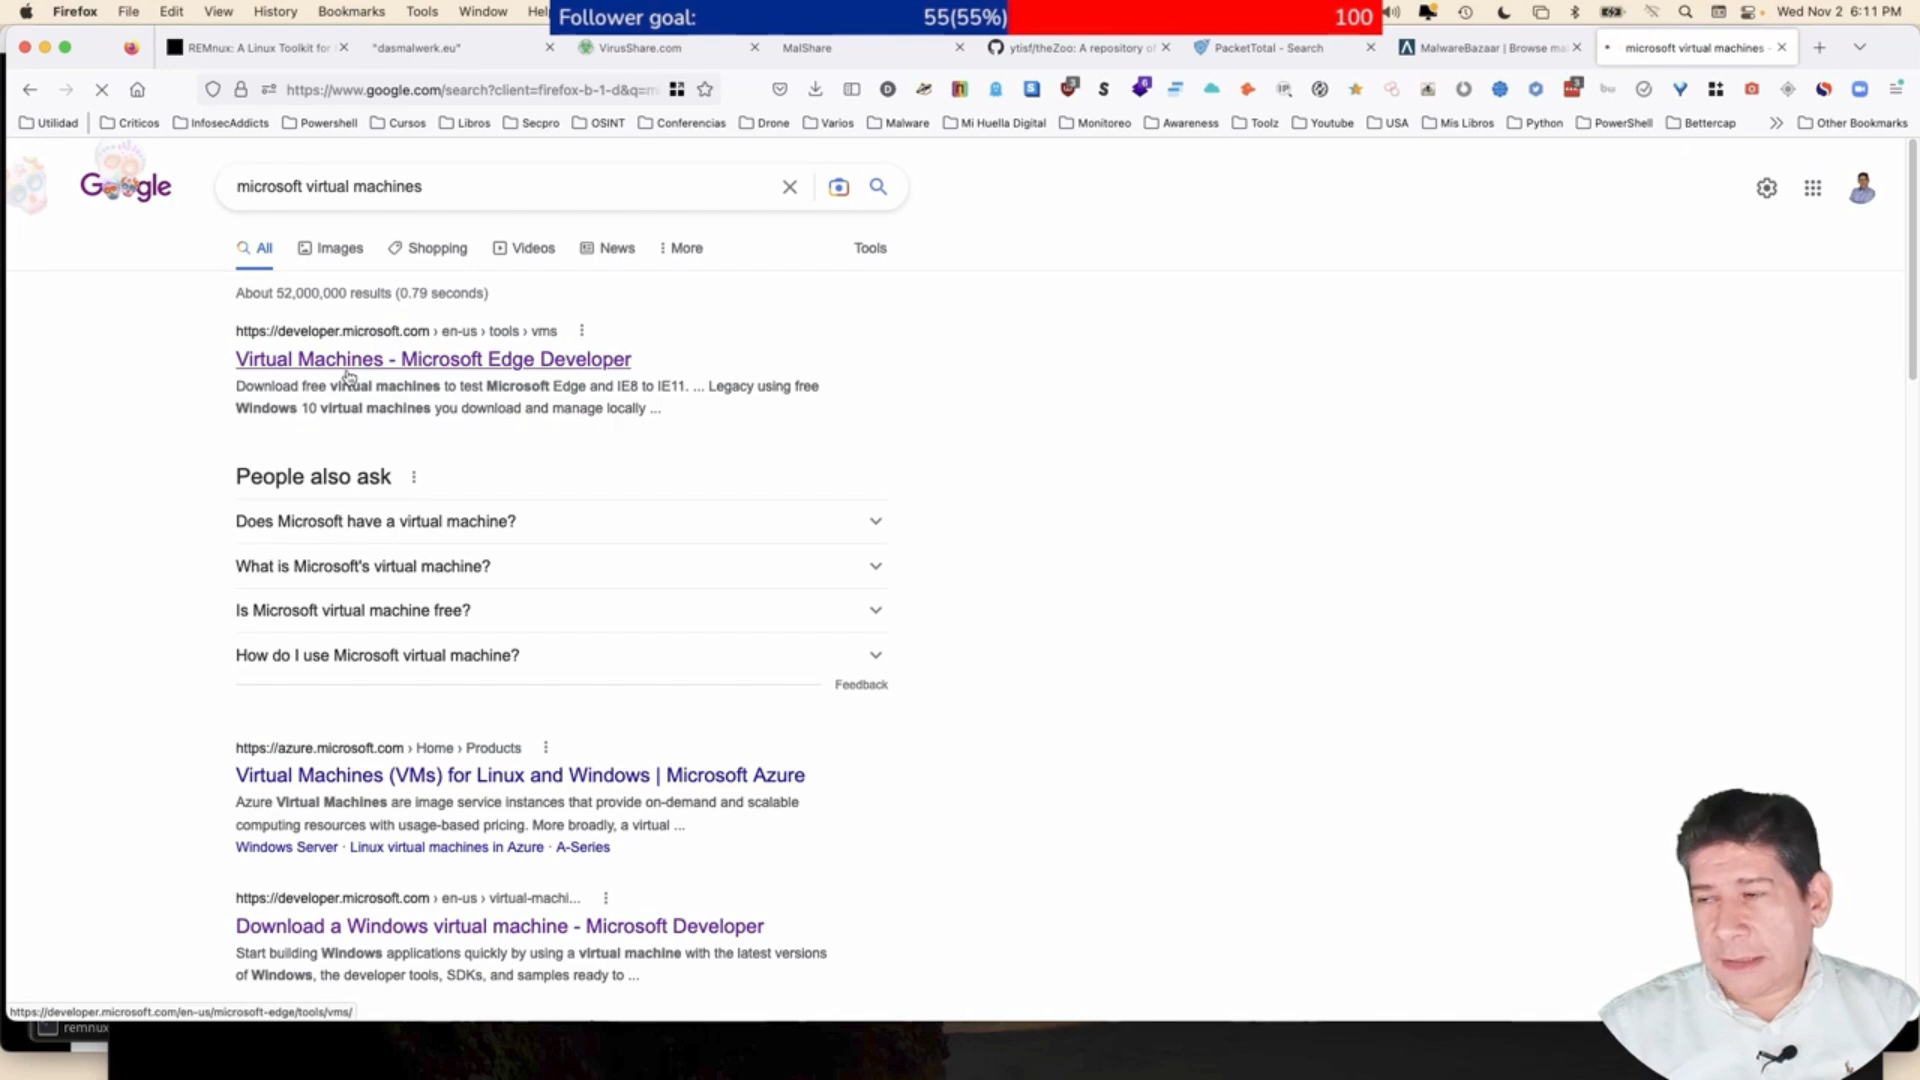 Firefox File Edit View History Bookmarks Tools Window Hel
Follower goal: 55(55%) 100
Wed Nov 2 6:11 PM
REMnux: A Linux Toolkit for
"dasmalwerk.eu"
VirusShare.com
MalShare
ytisf/theZoo: A repository of
PacketTotal - Search
MalwareBazaar | Browse ma
microsoft virtual machines -
https://www.google.com/search?client=firefox-b-1-d&q=m
Utilidad Criticos InfosecAddicts Powershell Cursos Libros Secpro OSINT Conferencias Drone Varios Malware Mi Huella Digital Monitoreo Awareness Toolz Youtube USA Mis Libros Python PowerShell Bettercap Other Bookmarks
Google
microsoft virtual machines
All Images Shopping Videos News More Tools
About 52,000,000 results (0.79 seconds)
https://developer.microsoft.com › en-us › tools › vms
Virtual Machines - Microsoft Edge Developer
Download free virtual machines to test Microsoft Edge and IE8 to IE11. ... Legacy using free
Windows 10 virtual machines you download and manage locally ...
People also ask
Does Microsoft have a virtual machine?
What is Microsoft's virtual machine?
Is Microsoft virtual machine free?
How do I use Microsoft virtual machine?
Feedback
https://azure.microsoft.com › Home › Products
Virtual Machines (VMs) for Linux and Windows | Microsoft Azure
Azure Virtual Machines are image service instances that provide on-demand and scalable
computing resources with usage-based pricing. More broadly, a virtual ...
Windows Server · Linux virtual machines in Azure · A-Series
https://developer.microsoft.com › en-us › virtual-machi...
Download a Windows virtual machine - Microsoft Developer
Start building Windows applications quickly by using a virtual machine with the latest versions
of Windows, the developer tools, SDKs, and samples ready to ...
https://developer.microsoft.com/en-us/microsoft-edge/tools/vms/
remnux